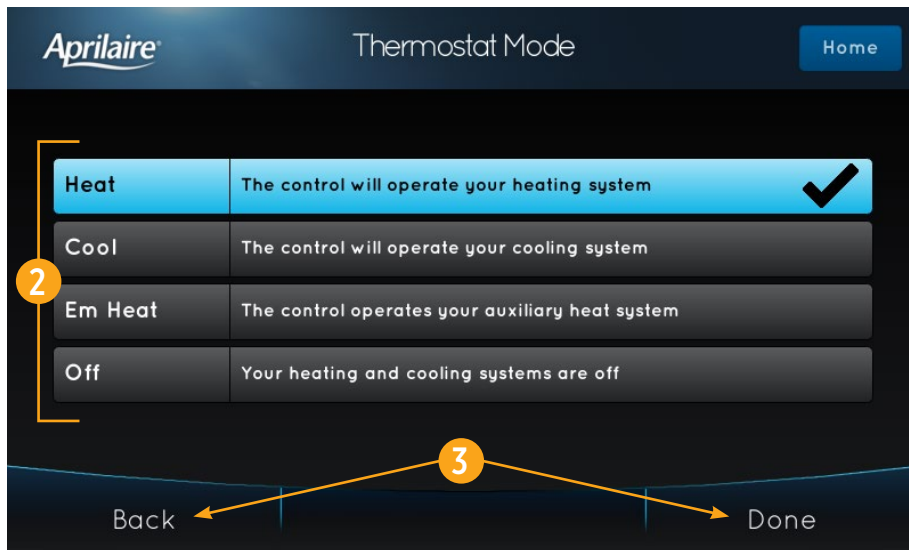 Aprilaire®
Thermostat Mode
Home
Heat The control will operate your heating system
Cool The control will operate your cooling system
2
Em Heat The control operates your auxiliary heat system
Off Your heating and cooling systems are off
3
Back
Done